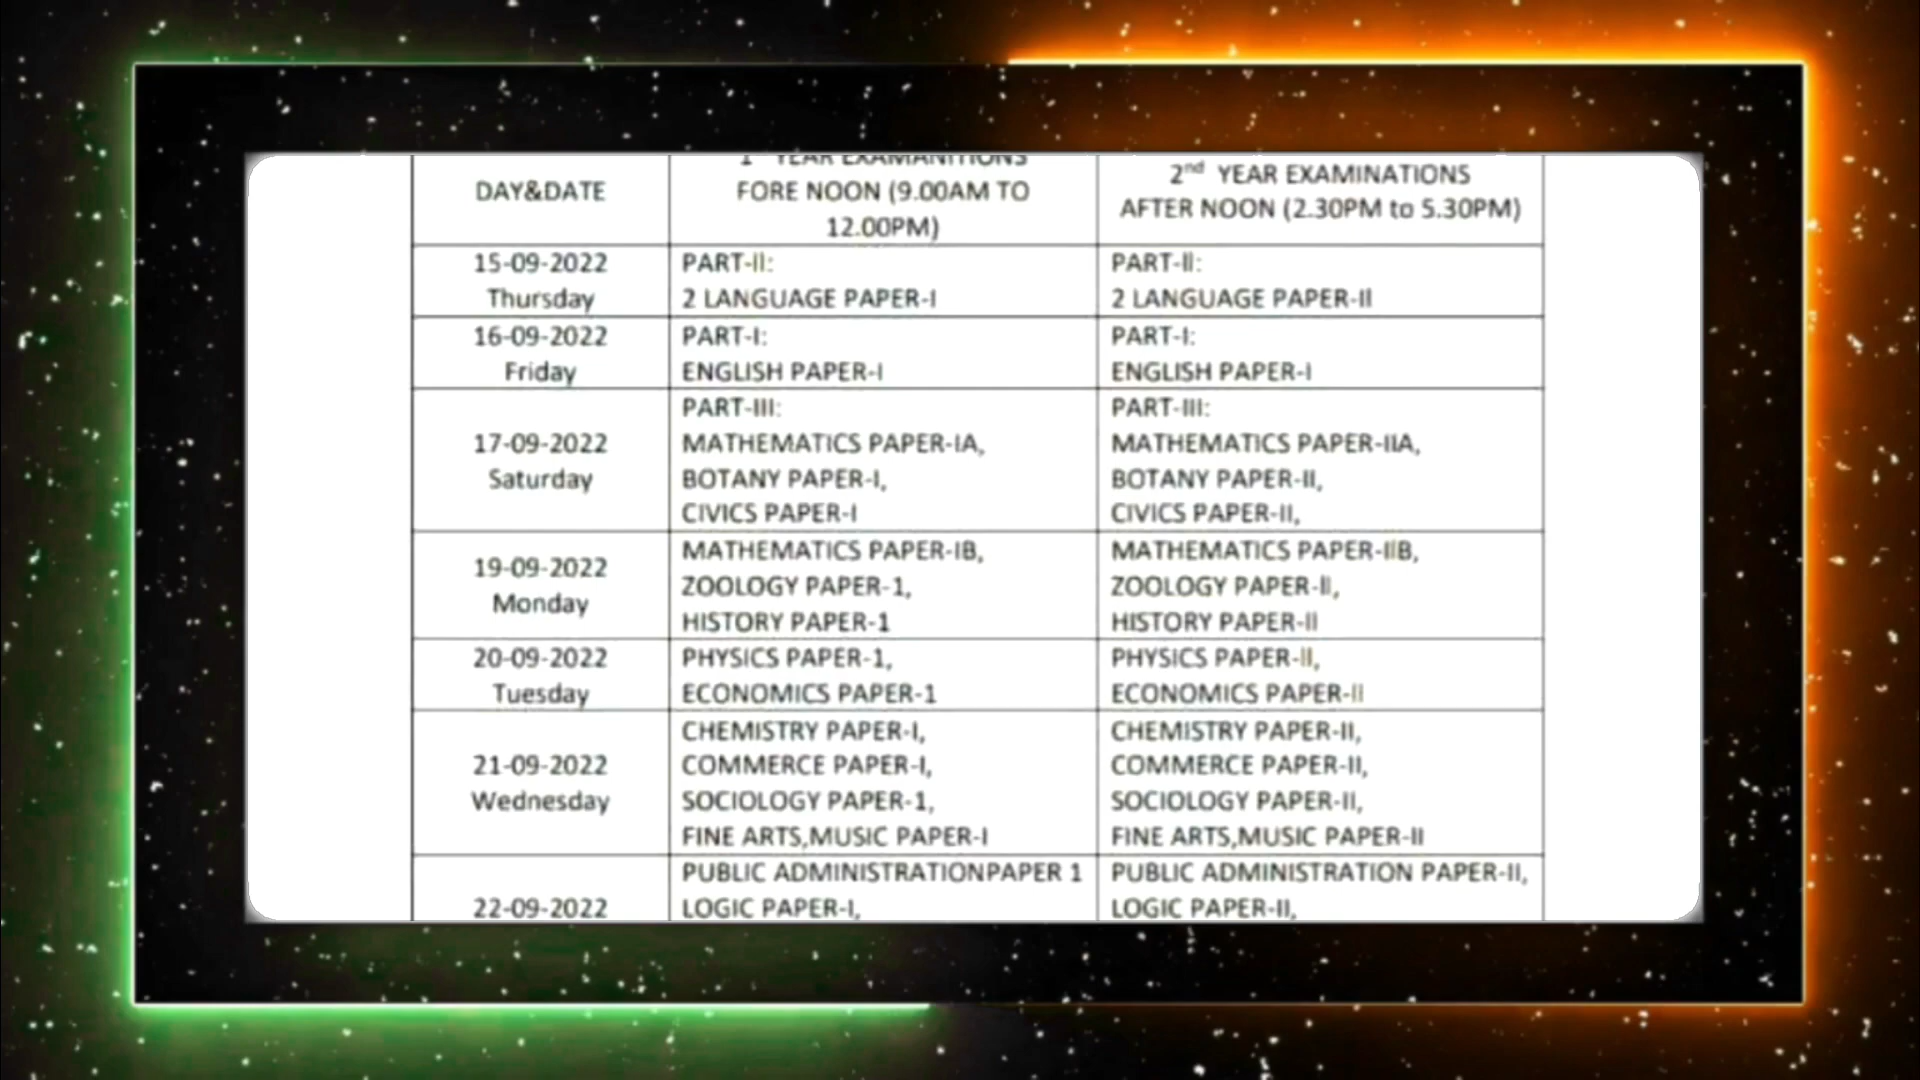 DAY&DATE
1 YEAR EXAMANITIONS
FORE NOON (9.00AM TO
12.00PM)
2nd YEAR EXAMINATIONS
AFTER NOON (2.30PM to 5.30PM)
15-09-2022
Thursday
PART-II:
2 LANGUAGE PAPER-I
PART-II:
2 LANGUAGE PAPER-II
16-09-2022
Friday
PART-I:
ENGLISH PAPER-I
PART-I:
ENGLISH PAPER-I
17-09-2022
Saturday
PART-III:
MATHEMATICS PAPER-IA,
BOTANY PAPER-I,
CIVICS PAPER-I
PART-III:
MATHEMATICS PAPER-IIA,
BOTANY PAPER-II,
CIVICS PAPER-II,
19-09-2022
Monday
MATHEMATICS PAPER-IB,
ZOOLOGY PAPER-1,
HISTORY PAPER-1
MATHEMATICS PAPER-IIB,
ZOOLOGY PAPER-II,
HISTORY PAPER-II
20-09-2022
Tuesday
PHYSICS PAPER-1,
ECONOMICS PAPER-1
PHYSICS PAPER-II,
ECONOMICS PAPER-II
21-09-2022
Wednesday
CHEMISTRY PAPER-I,
COMMERCE PAPER-I,
SOCIOLOGY PAPER-1,
FINE ARTS,MUSIC PAPER-I
CHEMISTRY PAPER-II,
COMMERCE PAPER-II,
SOCIOLOGY PAPER-II,
FINE ARTS,MUSIC PAPER-II
22-09-2022
PUBLIC ADMINISTRATIONPAPER 1
LOGIC PAPER-I,
PUBLIC ADMINISTRATION PAPER-II,
LOGIC PAPER-II,